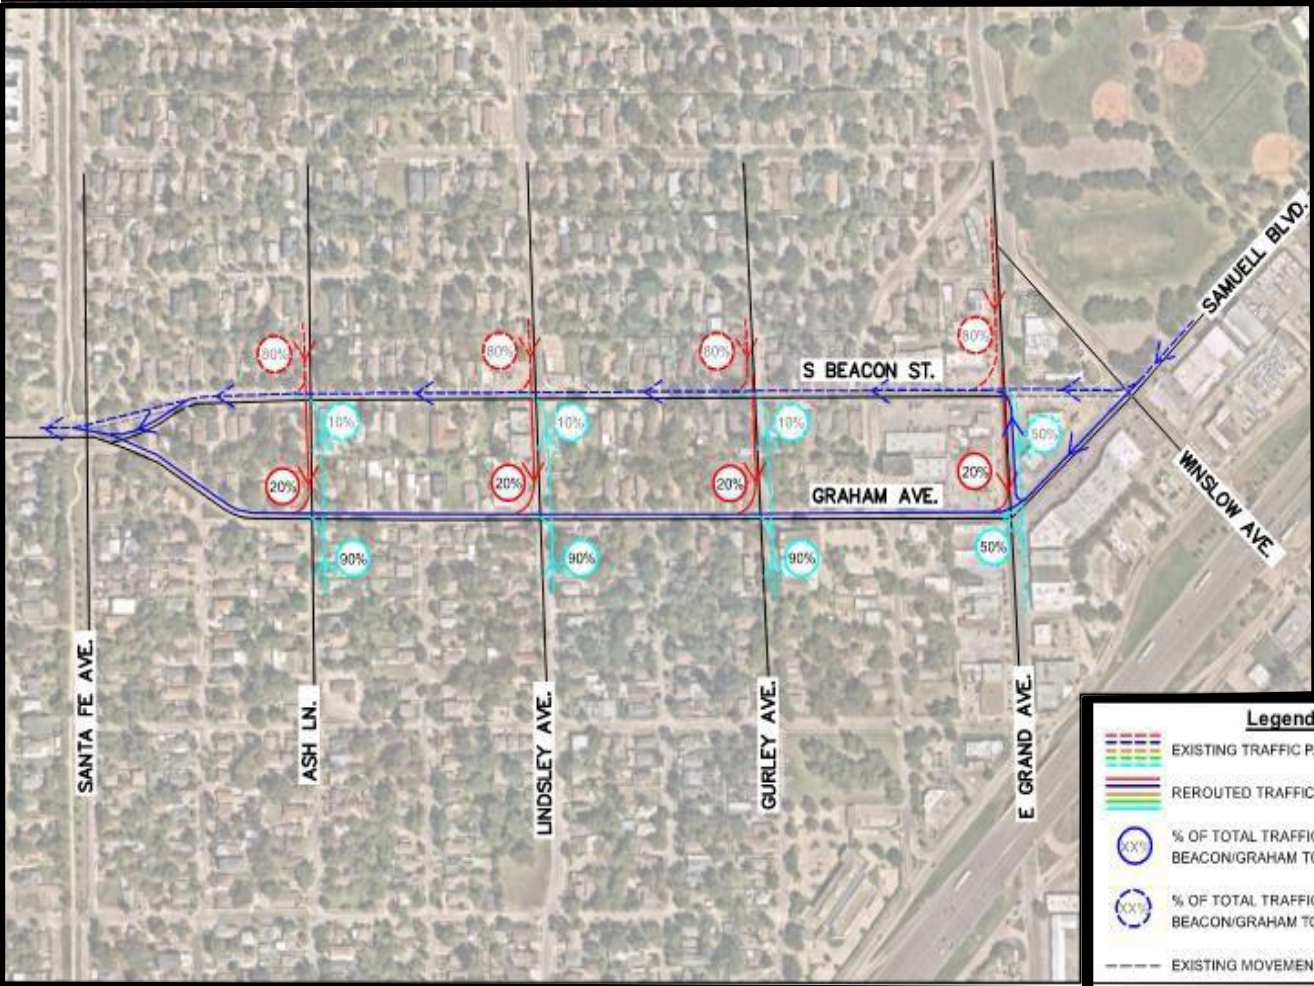 SAMUELL BLVD.
80%
80%
80%
80%
S BEACON ST.
10%
10%
10%
50%
WINSLOW AVE.
20%
20%
20%
20%
GRAHAM AVE.
90%
90%
90%
50%
SANTA FE AVE.
ASH LN.
LINDSLEY AVE.
GURLEY AVE.
E GRAND AVE.
Legend
EXISTING TRAFFIC
REROUTED TRAFFIC
XX%
% OF TOTAL TRAFFIC
BEACON/GRAHAM TO
XX%
% OF TOTAL TRAFFIC
BEACON/GRAHAM TO
EXISTING MOVEMEN